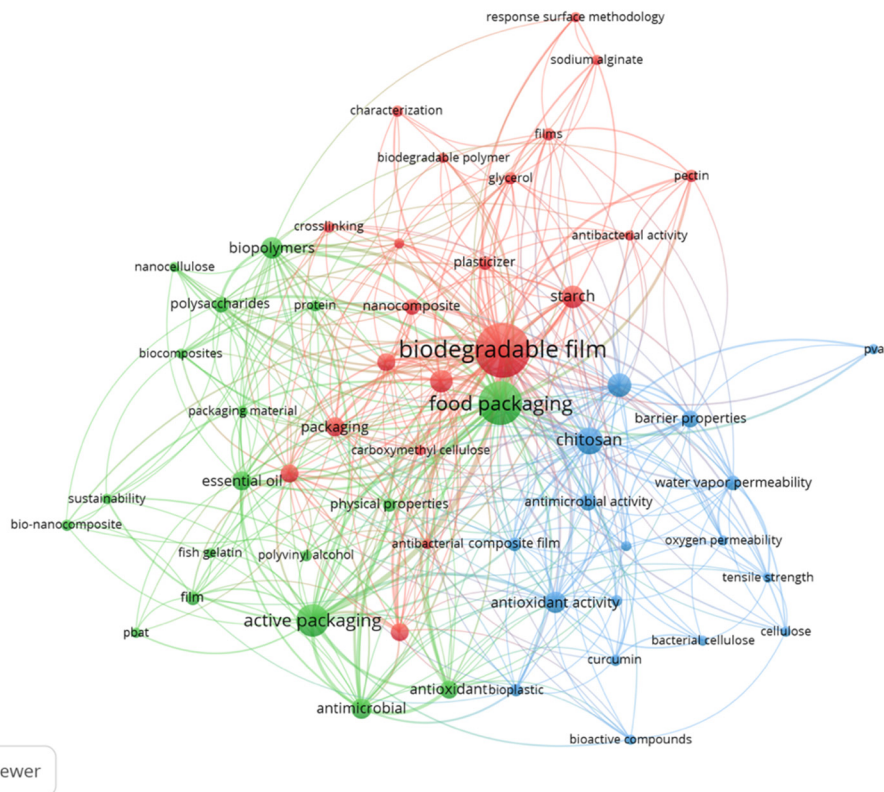 response surface methodology
sodium alginate
characterization
films
biodegradable polymer
glycerol
pectin
crosslinking
antibacterial activity
biopolymers
plasticizer
nanocellulose
starch
polysaccharides
protein
nanocomposite
biodegradable film
pva
biocomposites
food packaging
packaging material
barrier properties
packaging
chitosan
carboxymethyl cellulose
essential oil
water vapor permeability
sustainability
physical properties
antimicrobial activity
bio-nanocomposite
oxygen permeability
antibacterial
composite film
fish gelatin
polyvinyl alcohol
tensile strength
film
antioxidant activity
active packaging
pbat
cellulose
bacterial cellulose
curcumin
antioxidant
bioplastic
antimicrobial
bioactive compounds
ewer